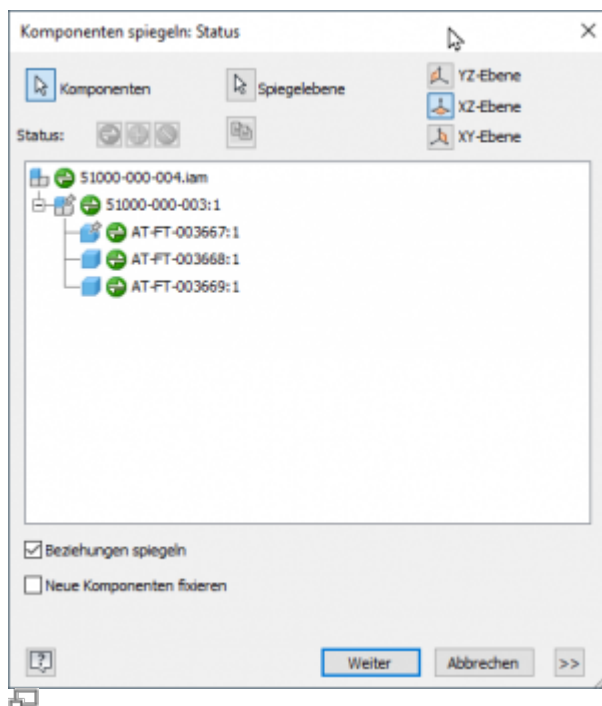 Komponenten spiegeln: Status
Komponenten
Spiegelebene
YZ-Ebene
XZ-Ebene
XY-Ebene
Status:
51000-000-004.iam
51000-000-003:1
AT-FT-003667:1
AT-FT-003668:1
AT-FT-003669:1
Beziehungen spiegeln
Neue Komponenten fixieren
Weiter
Abbrechen
>>